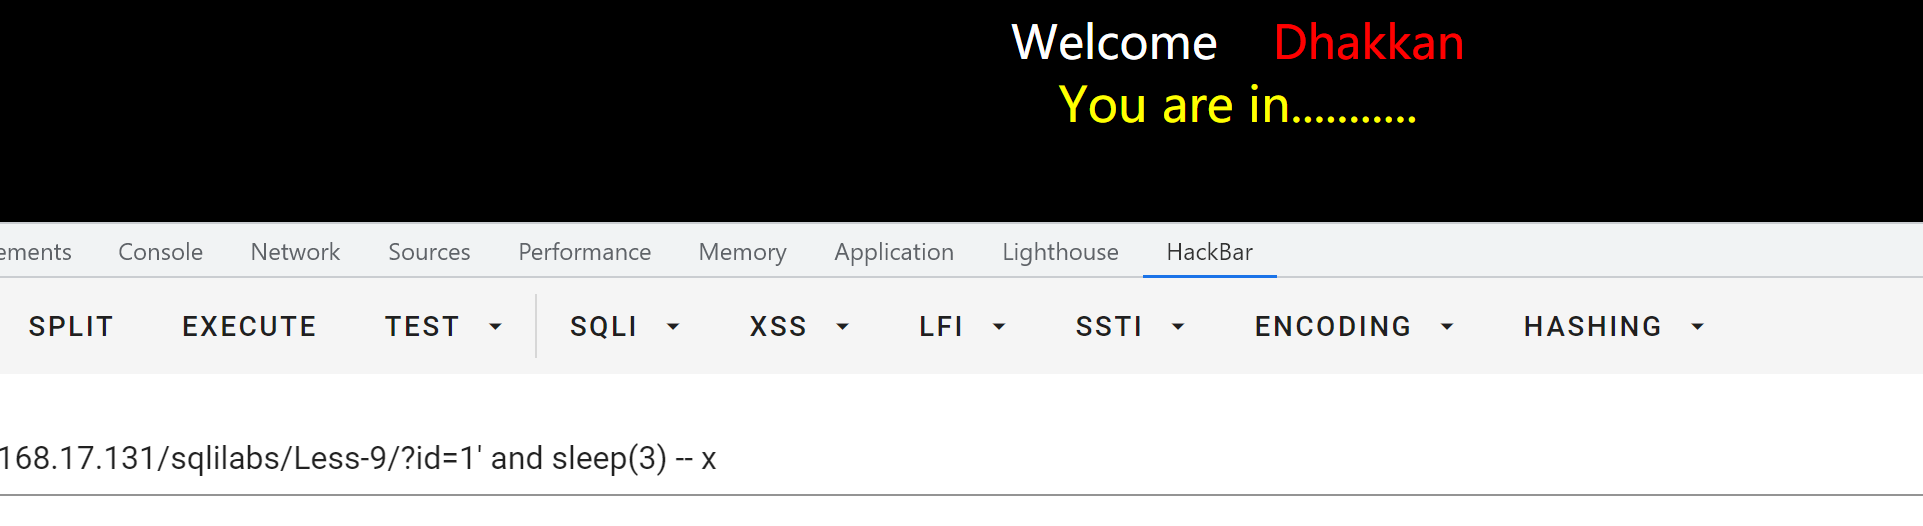 Welcome Dhakkan
You are in...........
ements Console Network Sources Performance Memory Application Lighthouse HackBar
SPLIT EXECUTE TEST SQLI XSS LFI SSTI ENCODING HASHING
168.17.131/sqlilabs/Less-9/?id=1' and sleep(3) -- x